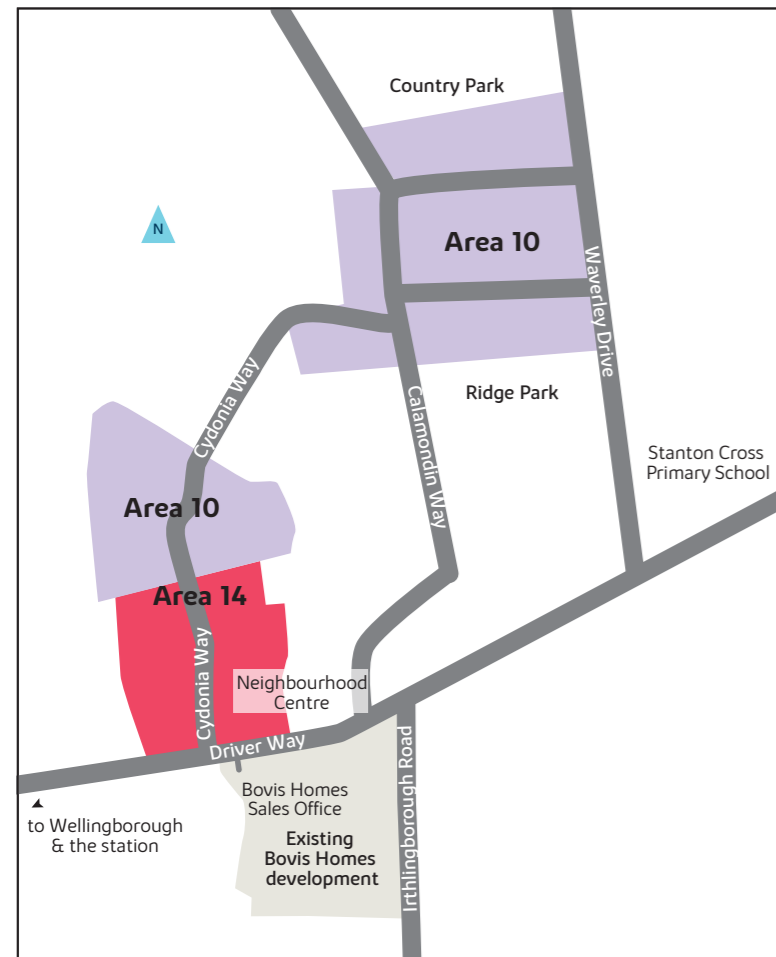 Country Park
N
Area 10
Waverley Drive
Cydonia Way
Ridge Park
Calamondin Way
Stanton Cross
Primary School
Area 10
Area 14
Cydonia Way
Neighbourhood
Centre
Driver Way
Irthlingborough Road
Bovis Homes
Sales Office
to Wellingborough
& the station
Existing
Bovis Homes
development